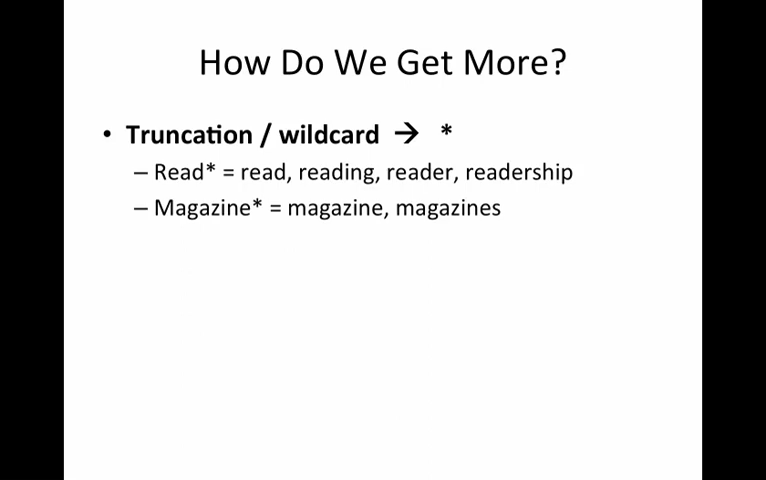 How Do We Get More?
• Truncation / wildcard → *
– Read* = read, reading, reader, readership
– Magazine* = magazine, magazines